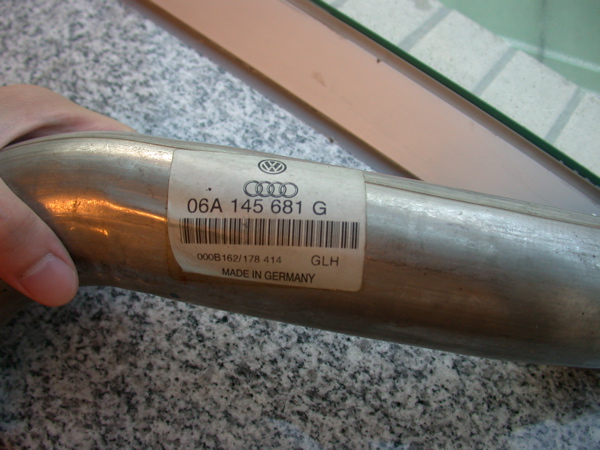 06A 145 681 G
000B162/178 414 GLH
MADE IN GERMANY